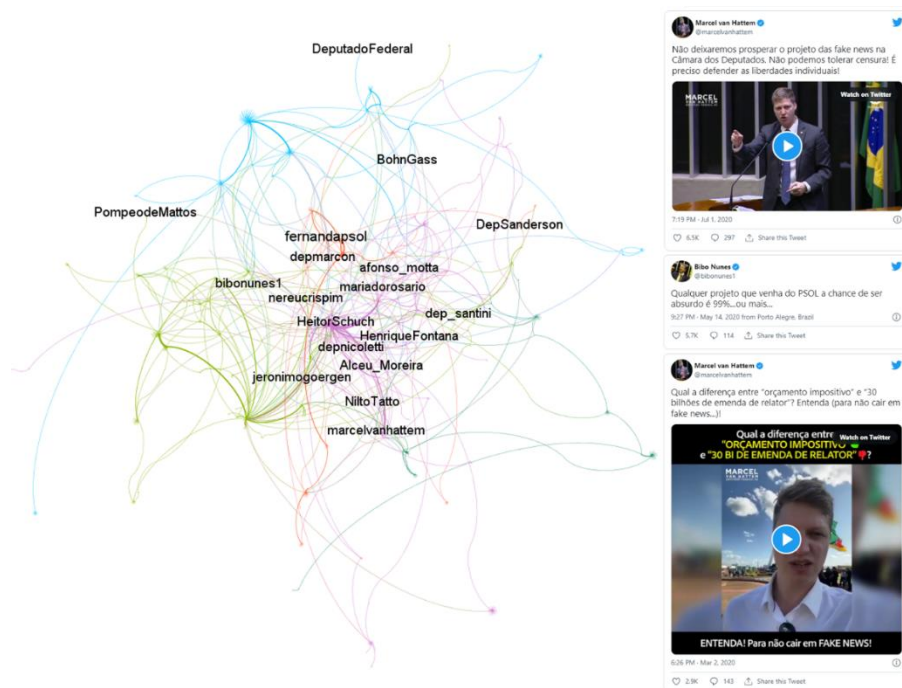 DeputadoFederal
BohnGass
PompeodeMattos
DepSanderson
fernandapsol
depmarcon
afonso_motta
bibonunes1
mariadorosario
nereucrispim
dep_santini
HeitorSchuch
HenriqueFontana
depnicoletti
Alceu_Moreira
jeronimogoergen
NiltoTatto
marcelvanhattem
Marcel van Hattem
@marcelvanhattem
Não deixaremos prosperar o projeto das fake news na
Câmara dos Deputados. Não podemos tolerar censura! É
preciso defender as liberdades individuais!
MARCEL
VAN HATTEM
Watch on Twitter
7:19 PM · Jul 1, 2020
6.5K 297 Share this Tweet
Bibo Nunes
@bibonunes1
Qualquer projeto que venha do PSOL a chance de ser
absurdo é 99%...ou mais...
9:27 PM · May 14, 2020 from Porto Alegre, Brazil
5.7K 114 Share this Tweet
Marcel van Hattem
@marcelvanhattem
Qual a diferença entre "orçamento impositivo" e "30
bilhões de emenda de relator"? Entenda (para não cair em
fake news...)!
Qual a diferença entre
Watch on Twitter
"ORÇAMENTO IMPOSITIVO"
e "30 BI DE EMENDA DE RELATOR" ?
MARCEL
VAN HATTEM
ENTENDA! Para não cair em FAKE NEWS!
6:26 PM · Mar 2, 2020
2.9K 143 Share this Tweet